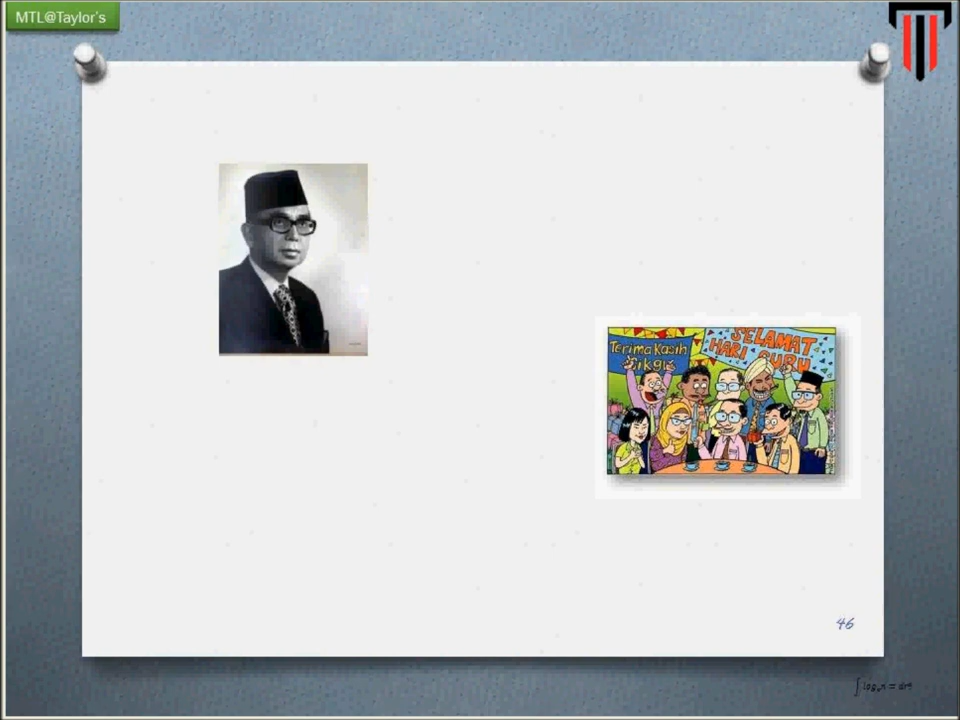 MTL@Taylor's
Terima Kasih
Cikgu
SELAMAT
HARI GURU
46